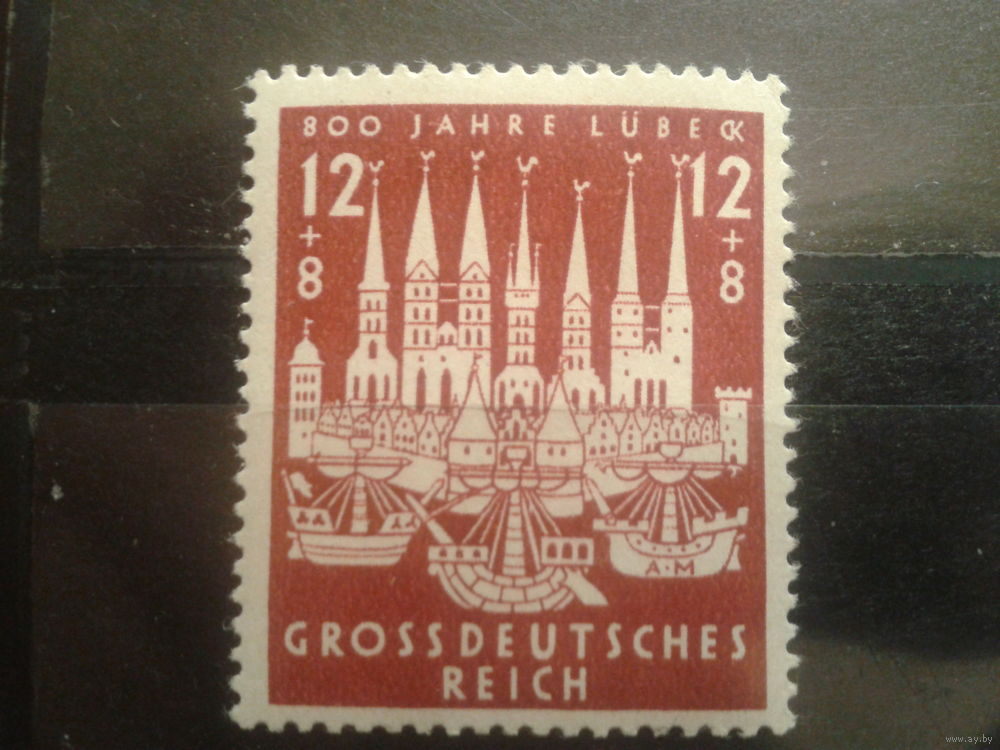 800 JAHRE LÜBECK
12 12
+ +
8 8
A·M
GROSSDEUTSCHES
REICH
www.ay.by